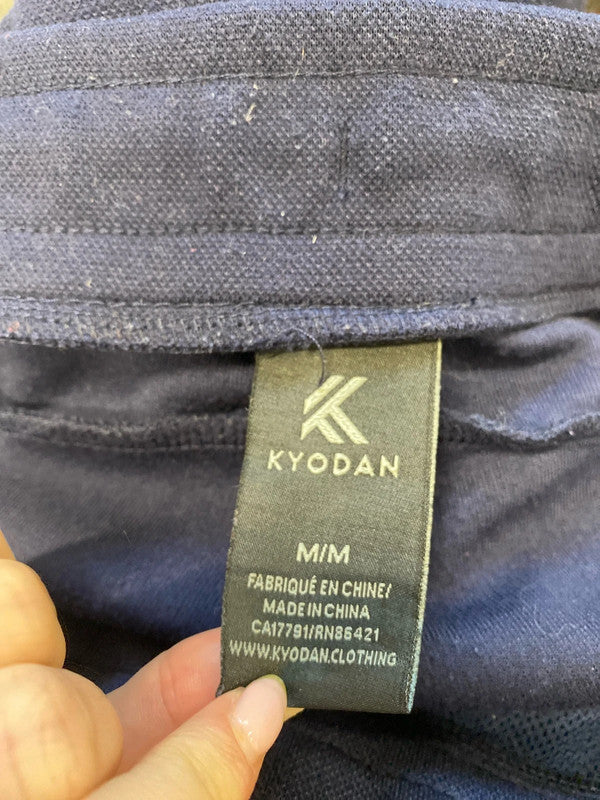 KYODAN
M/M
FABRIQUÉ EN CHINE/
MADE IN CHINA
CA17791/RN86421
WWW.KYODAN.CLOTHING